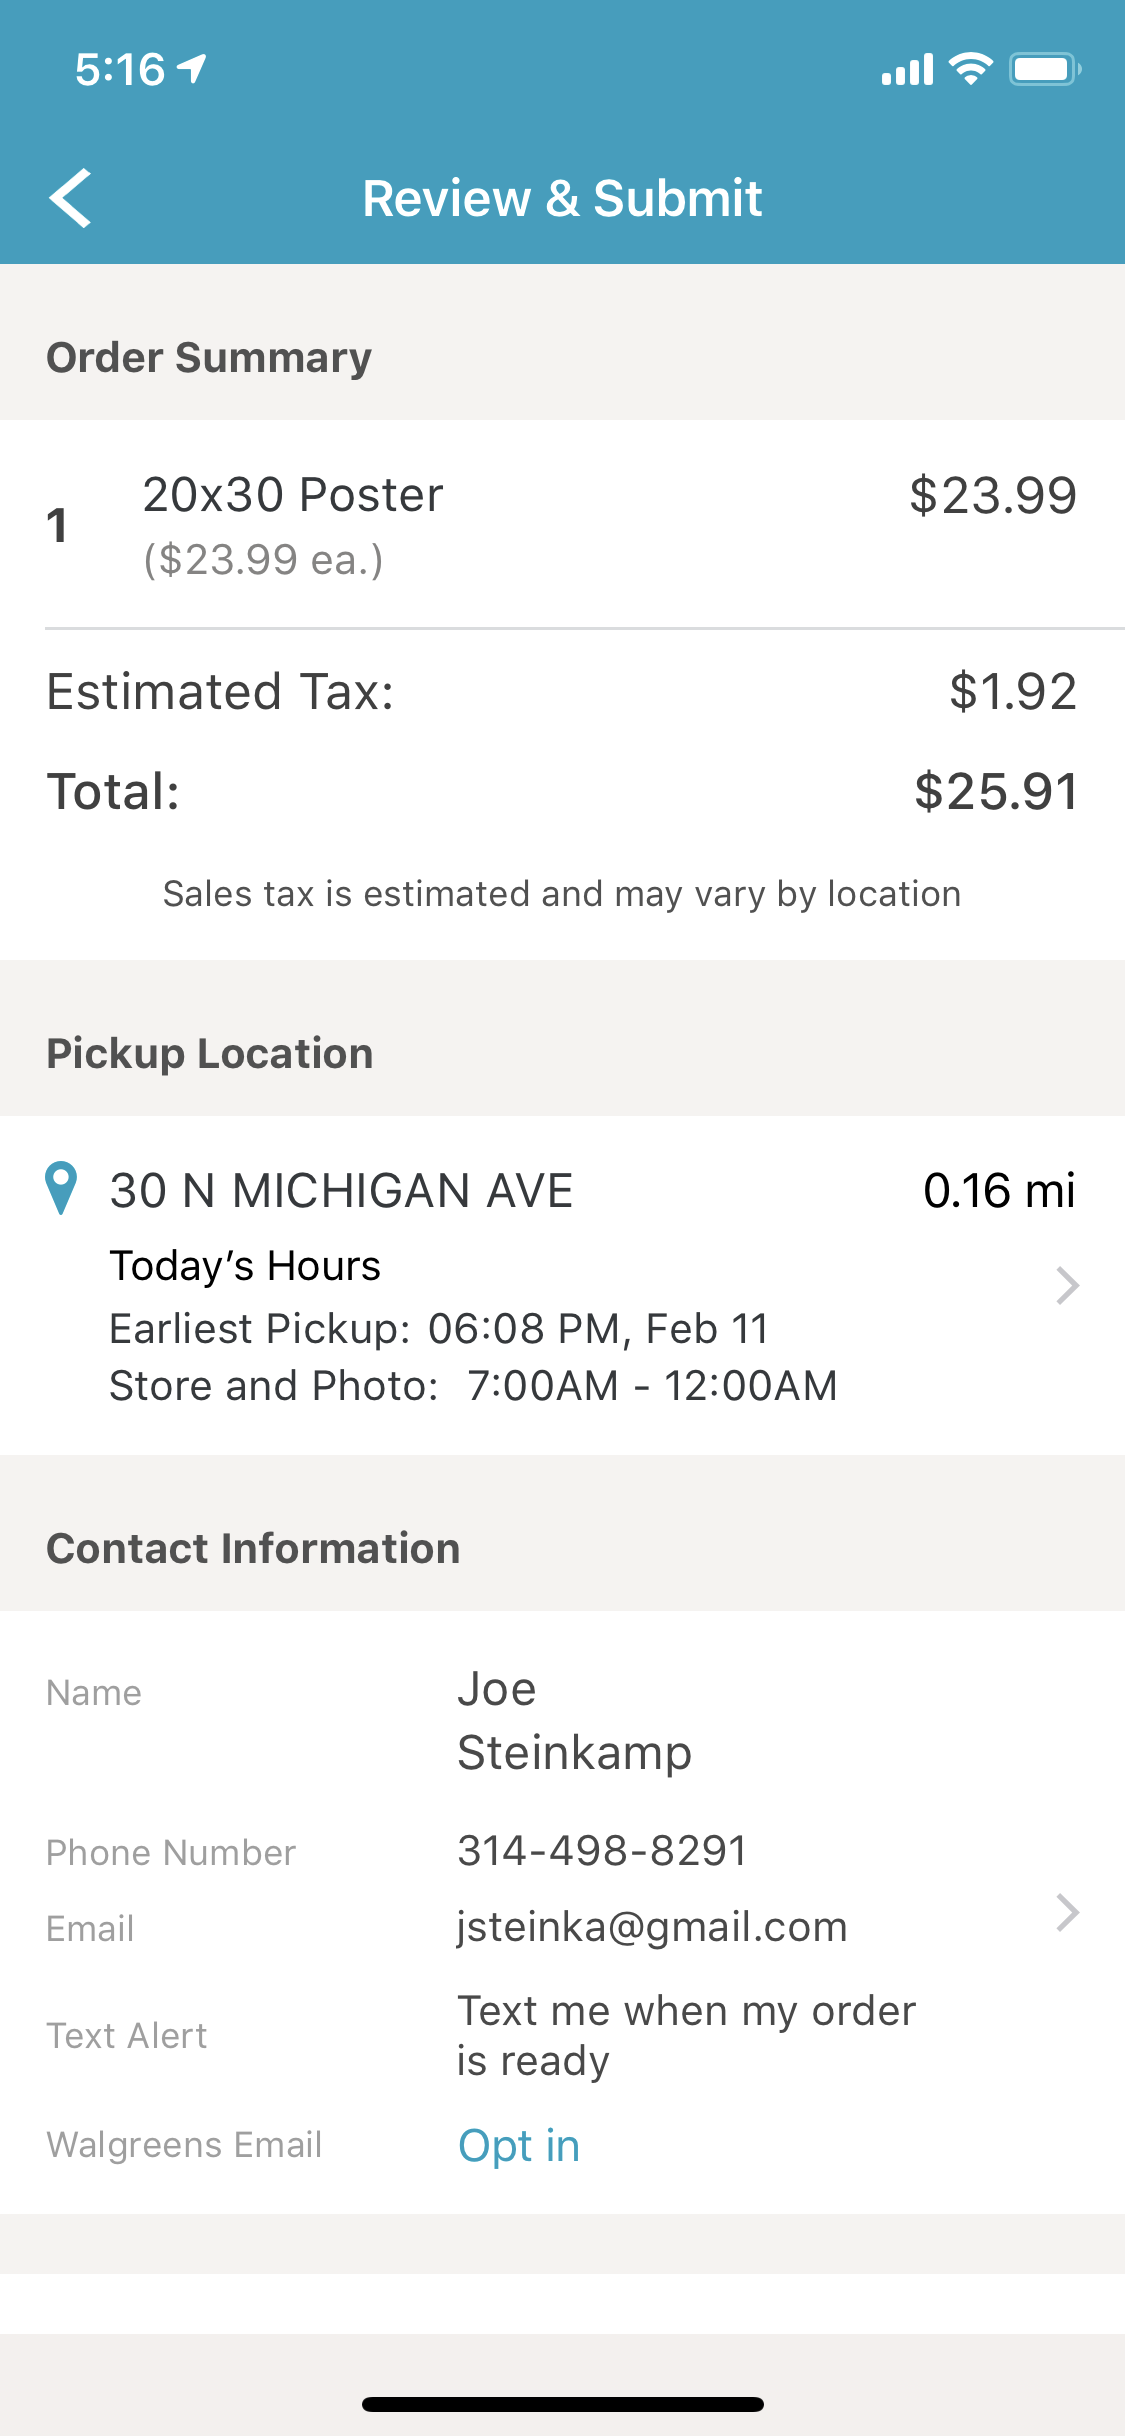 5:16
Review & Submit
Order Summary
1
20x30 Poster
$23.99
($23.99 ea.)
Estimated Tax:
$1.92
Total:
$25.91
Sales tax is estimated and may vary by location
Pickup Location
30 N MICHIGAN AVE
0.16 mi
Today’s Hours
Earliest Pickup: 06:08 PM, Feb 11
Store and Photo: 7:00AM - 12:00AM
Contact Information
Name
Joe
Steinkamp
Phone Number
314-498-8291
Email
jsteinka@gmail.com
Text Alert
Text me when my order
is ready
Walgreens Email
Opt in